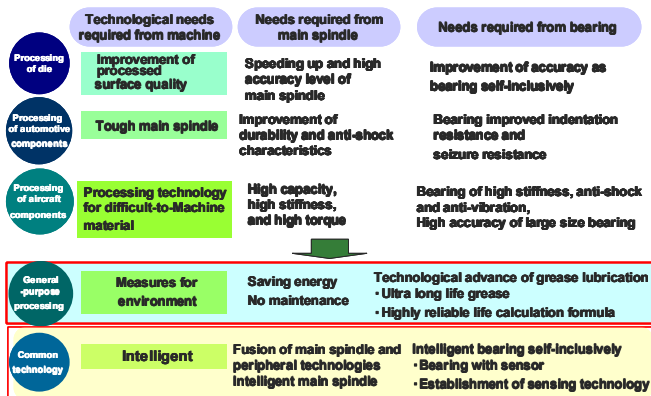 Technological needs
required from machine
Needs required from
main spindle
Needs required from bearing
Processing
of die
Improvement of
processed
surface quality
Speeding up and high
accuracy level of
main spindle
Improvement of accuracy as
bearing self-inclusively
Processing
of automotive
components
Tough main spindle
Improvement of
durability and anti-shock
characteristics
Bearing improved indentation
resistance and
seizure resistance
Processing
of aircraft
components
Processing technology
for difficult-to-Machine
material
High capacity,
high stiffness,
and high torque
Bearing of high stiffness, anti-shock
and anti-vibration,
High accuracy of large size bearing
General
-purpose
processing
Measures for
environment
Saving energy
No maintenance
Technological advance of grease lubrication
・Ultra long life grease
・Highly reliable life calculation formula
Common
technology
Intelligent
Fusion of main spindle and
peripheral technologies
Intelligent main spindle
Intelligent bearing self-inclusively
・Bearing with sensor
・Establishment of sensing technology